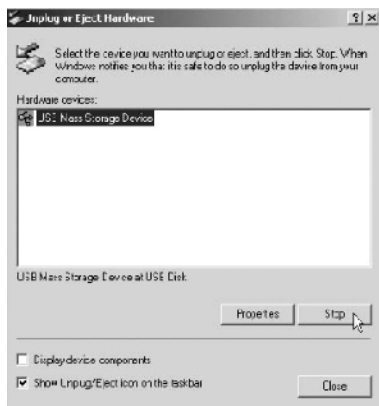 Unplug or Eject Hardware
Select the device you want to unplug or eject, and then click Stop. When
Windows notifies you that it is safe to do so unplug the device from your
computer.
Hardware devices:
USB Mass Storage Device
USB Mass Storage Device at USB Disk
Properties
Stop
Display device components
Show Unplug/Eject icon on the taskbar
Close